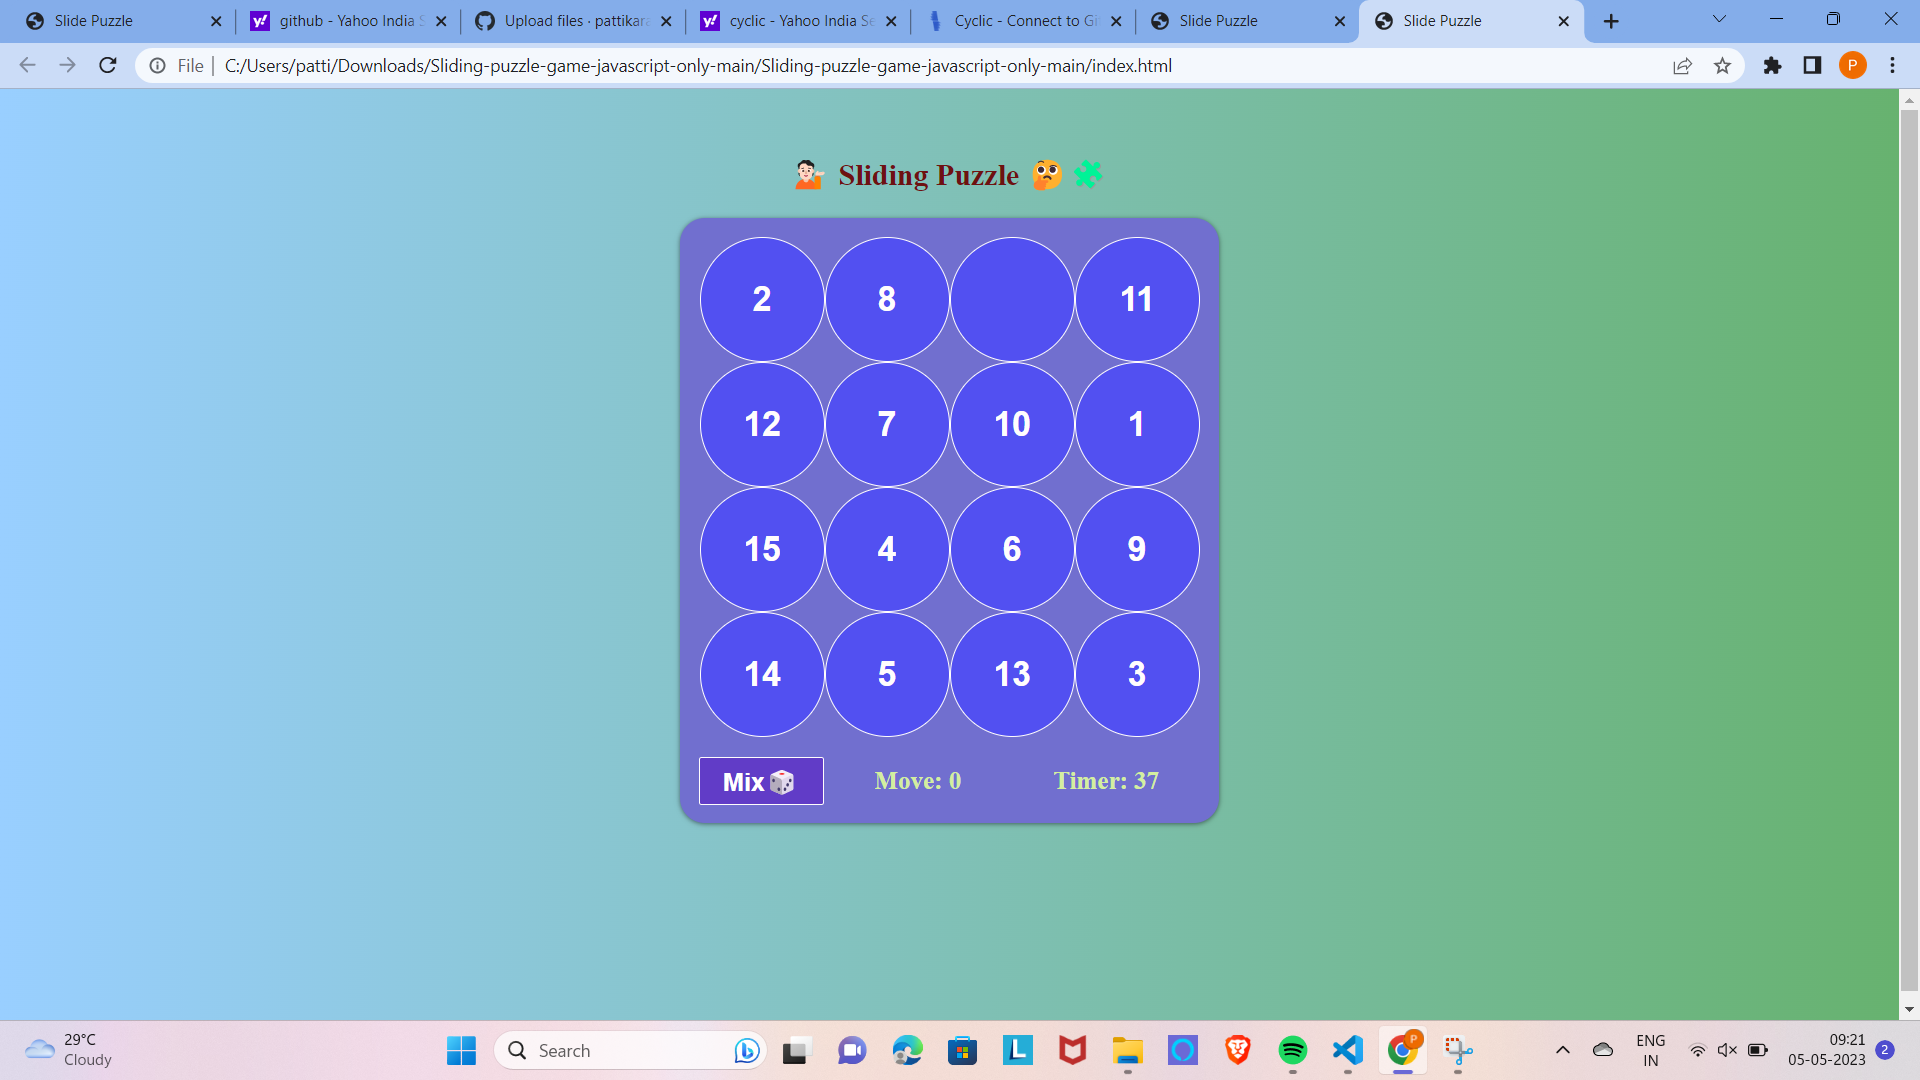 Slide Puzzle
github - Yahoo India S
Upload files · pattikara
cyclic - Yahoo India Se
Cyclic - Connect to Gi
Slide Puzzle
Slide Puzzle
File
C:/Users/patti/Downloads/Sliding-puzzle-game-javascript-only-main/Sliding-puzzle-game-javascript-only-main/index.html
P
Sliding Puzzle
2 8 11
12 7 10 1
15 4 6 9
14 5 13 3
Mix
Move: 0
Timer: 37
29°C
Cloudy
Search
ENG
IN
09:21
05-05-2023
2